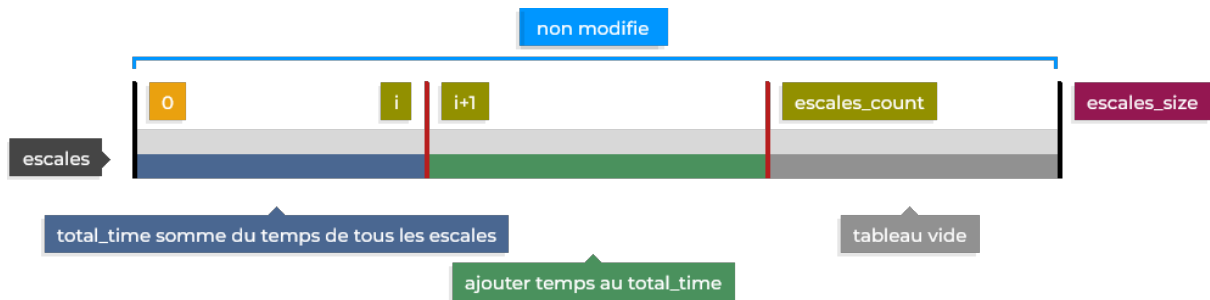 non modifie
0 i i+1 escales_count escales_size
escales
total_time somme du temps de tous les escales tableau vide
ajouter temps au total_time